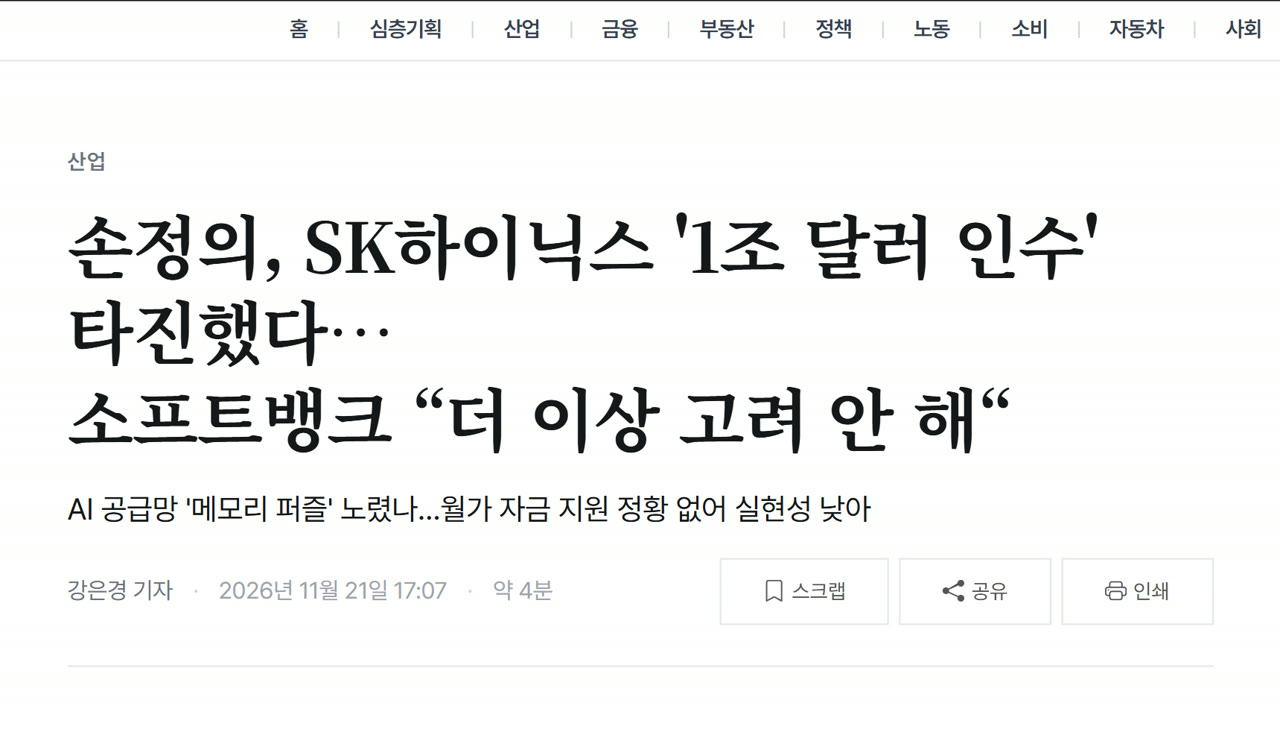 홈 | 심층기획 | 산업 | 금융 | 부동산 | 정책 | 노동 | 소비 | 자동차 | 사회
산업
손정의, SK하이닉스 '1조 달러 인수'
타진했다…
소프트뱅크 “더 이상 고려 안 해“
AI 공급망 '메모리 퍼즐' 노렸나...월가 자금 지원 정황 없어 실현성 낮아
강은경 기자 · 2026년 11월 21일 17:07 · 약 4분 스크랩 공유 인쇄